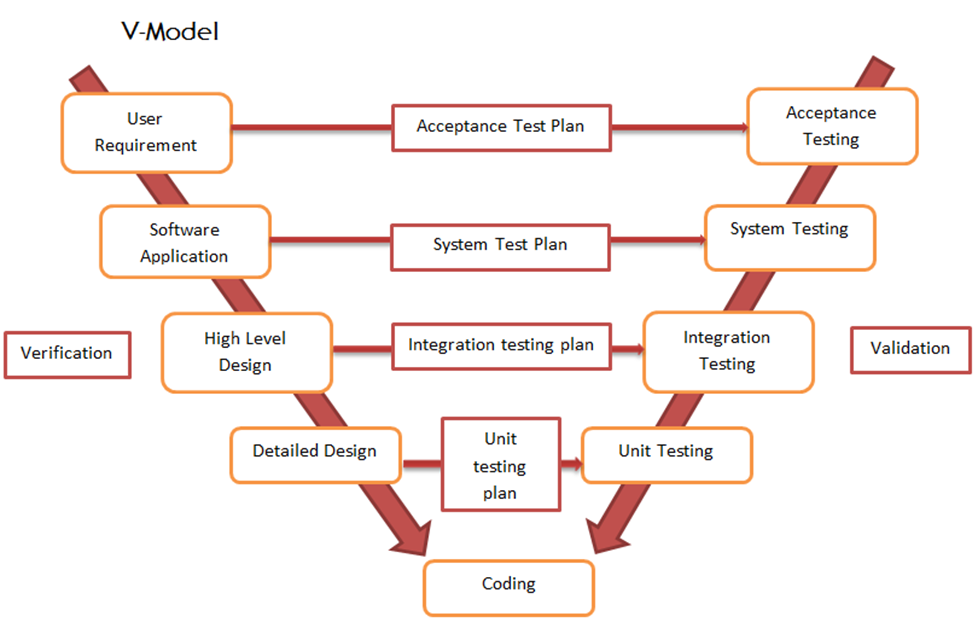 V-Model
User
Requirement
Acceptance Test Plan
Acceptance
Testing
Software
Application
System Test Plan
System Testing
Verification
High Level
Design
Integration testing plan
Integration
Testing
Validation
Detailed Design
Unit
testing
plan
Unit Testing
Coding